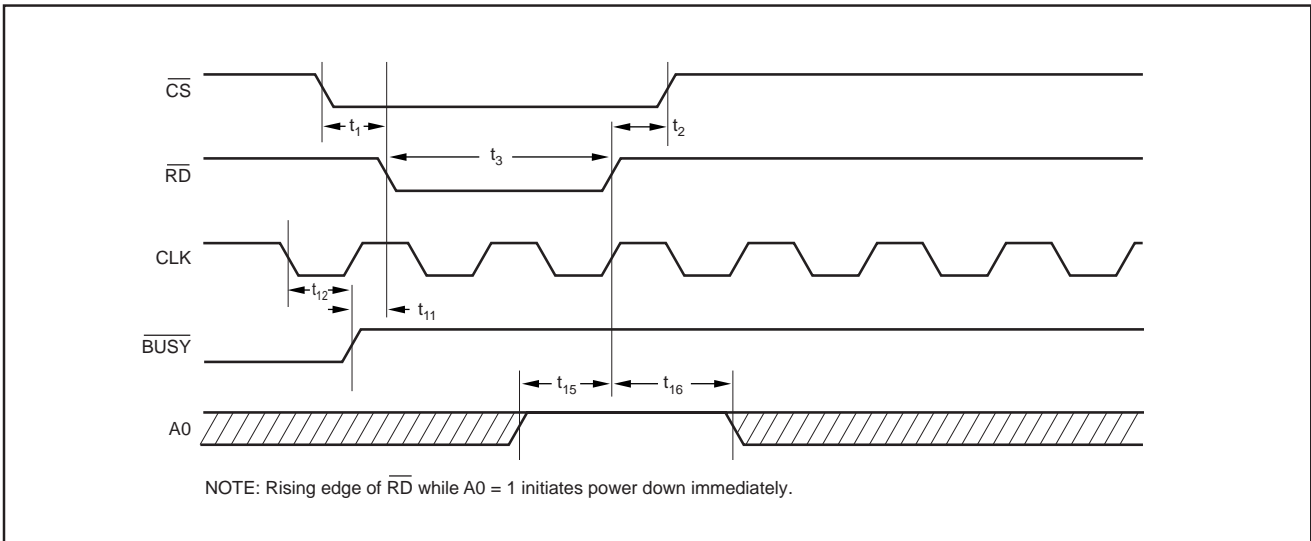 CS
t1
t2
RD
t3
CLK
t12
t11
BUSY
t15
t16
A0
NOTE: Rising edge of RD while A0 = 1 initiates power down immediately.